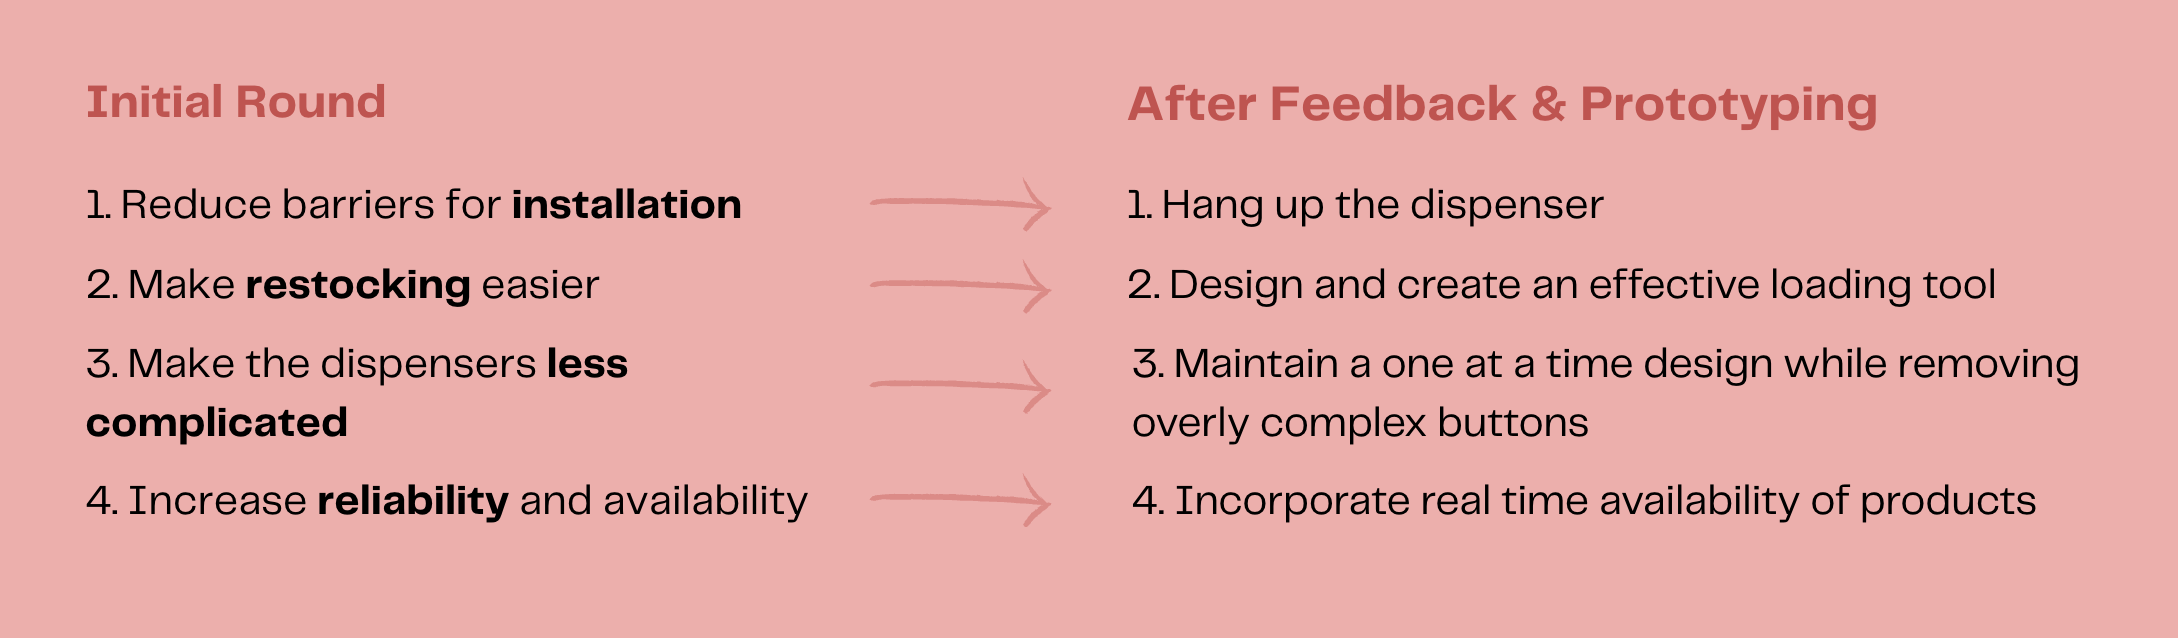 Initial Round
1. Reduce barriers for installation
2. Make restocking easier
3. Make the dispensers less
complicated
4. Increase reliability and availability
After Feedback & Prototyping
1. Hang up the dispenser
2. Design and create an effective loading tool
3. Maintain a one at a time design while removing
overly complex buttons
4. Incorporate real time availability of products